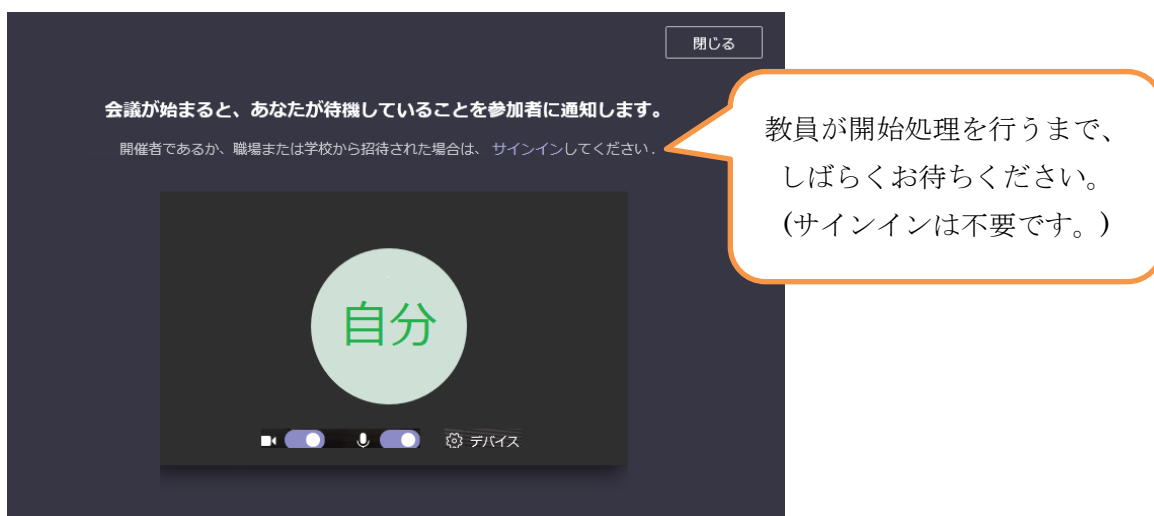 閉じる
会議が始まると、あなたが待機していることを参加者に通知します。
開催者であるか、職場または学校から招待された場合は、 サインインしてください.
教員が開始処理を行うまで、
しばらくお待ちください。
(サインインは不要です。)
自分
デバイス